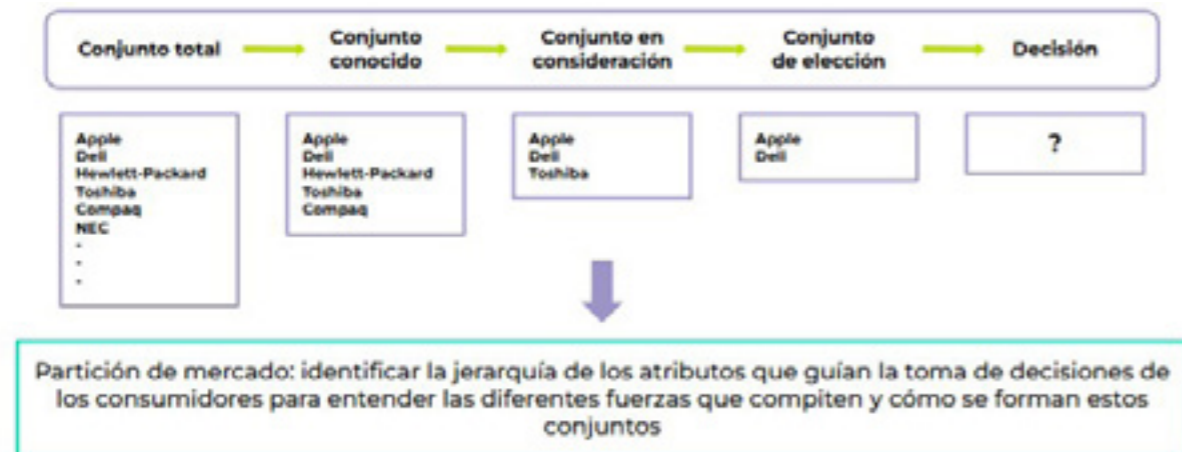 Conjunto total
Conjunto
conocido
Conjunto en
consideración
Conjunto
de elección
Decisión
Apple
Dell
Hewlett-Packard
Toshiba
Compaq
NEC
.
.
.
Apple
Dell
Hewlett-Packard
Toshiba
Compaq
Apple
Dell
Toshiba
Apple
Dell
?
Partición de mercado: identificar la jerarquía de los atributos que guían la toma de decisiones de
los consumidores para entender las diferentes fuerzas que compiten y cómo se forman estos
conjuntos